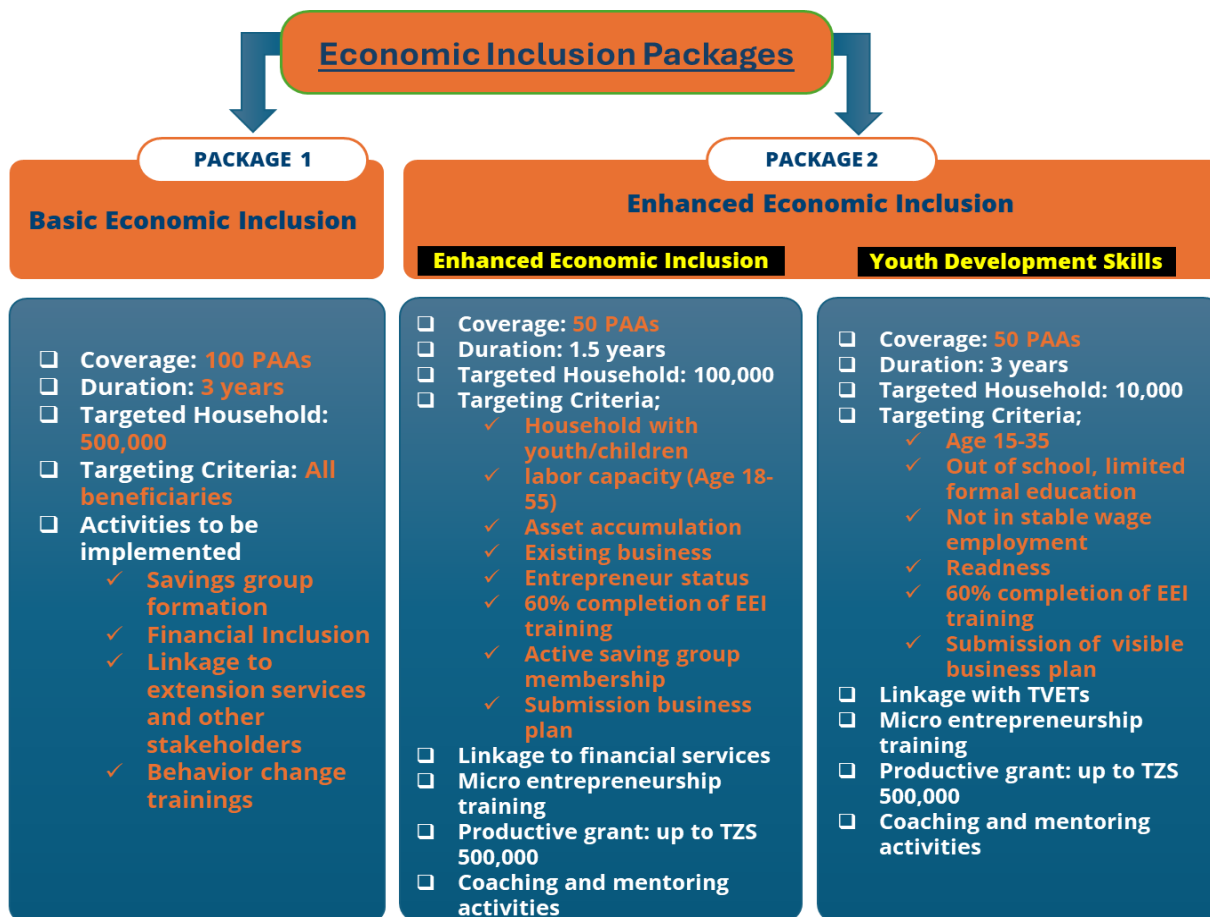 Economic Inclusion Packages
PACKAGE 1
Basic Economic Inclusion
❑ Coverage: 100 PAAs
❑ Duration: 3 years
❑ Targeted Household:
500,000
❑ Targeting Criteria: All
beneficiaries
❑ Activities to be
implemented
✓ Savings group
formation
✓ Financial Inclusion
✓ Linkage to
extension services
and other
stakeholders
✓ Behavior change
trainings
PACKAGE 2
Enhanced Economic Inclusion
Enhanced Economic Inclusion
❑ Coverage: 50 PAAs
❑ Duration: 1.5 years
❑ Targeted Household: 100,000
❑ Targeting Criteria;
✓ Household with
youth/children
✓ labor capacity (Age 18-
55)
✓ Asset accumulation
✓ Existing business
✓ Entrepreneur status
✓ 60% completion of EEI
training
✓ Active saving group
membership
✓ Submission business
plan
❑ Linkage to financial services
❑ Micro entrepreneurship
training
❑ Productive grant: up to TZS
500,000
❑ Coaching and mentoring
activities
Youth Development Skills
❑ Coverage: 50 PAAs
❑ Duration: 3 years
❑ Targeted Household: 10,000
❑ Targeting Criteria;
✓ Age 15-35
✓ Out of school, limited
formal education
✓ Not in stable wage
employment
✓ Readness
✓ 60% completion of EEI
training
✓ Submission of visible
business plan
❑ Linkage with TVETs
❑ Micro entrepreneurship
training
❑ Productive grant: up to TZS
500,000
❑ Coaching and mentoring
activities